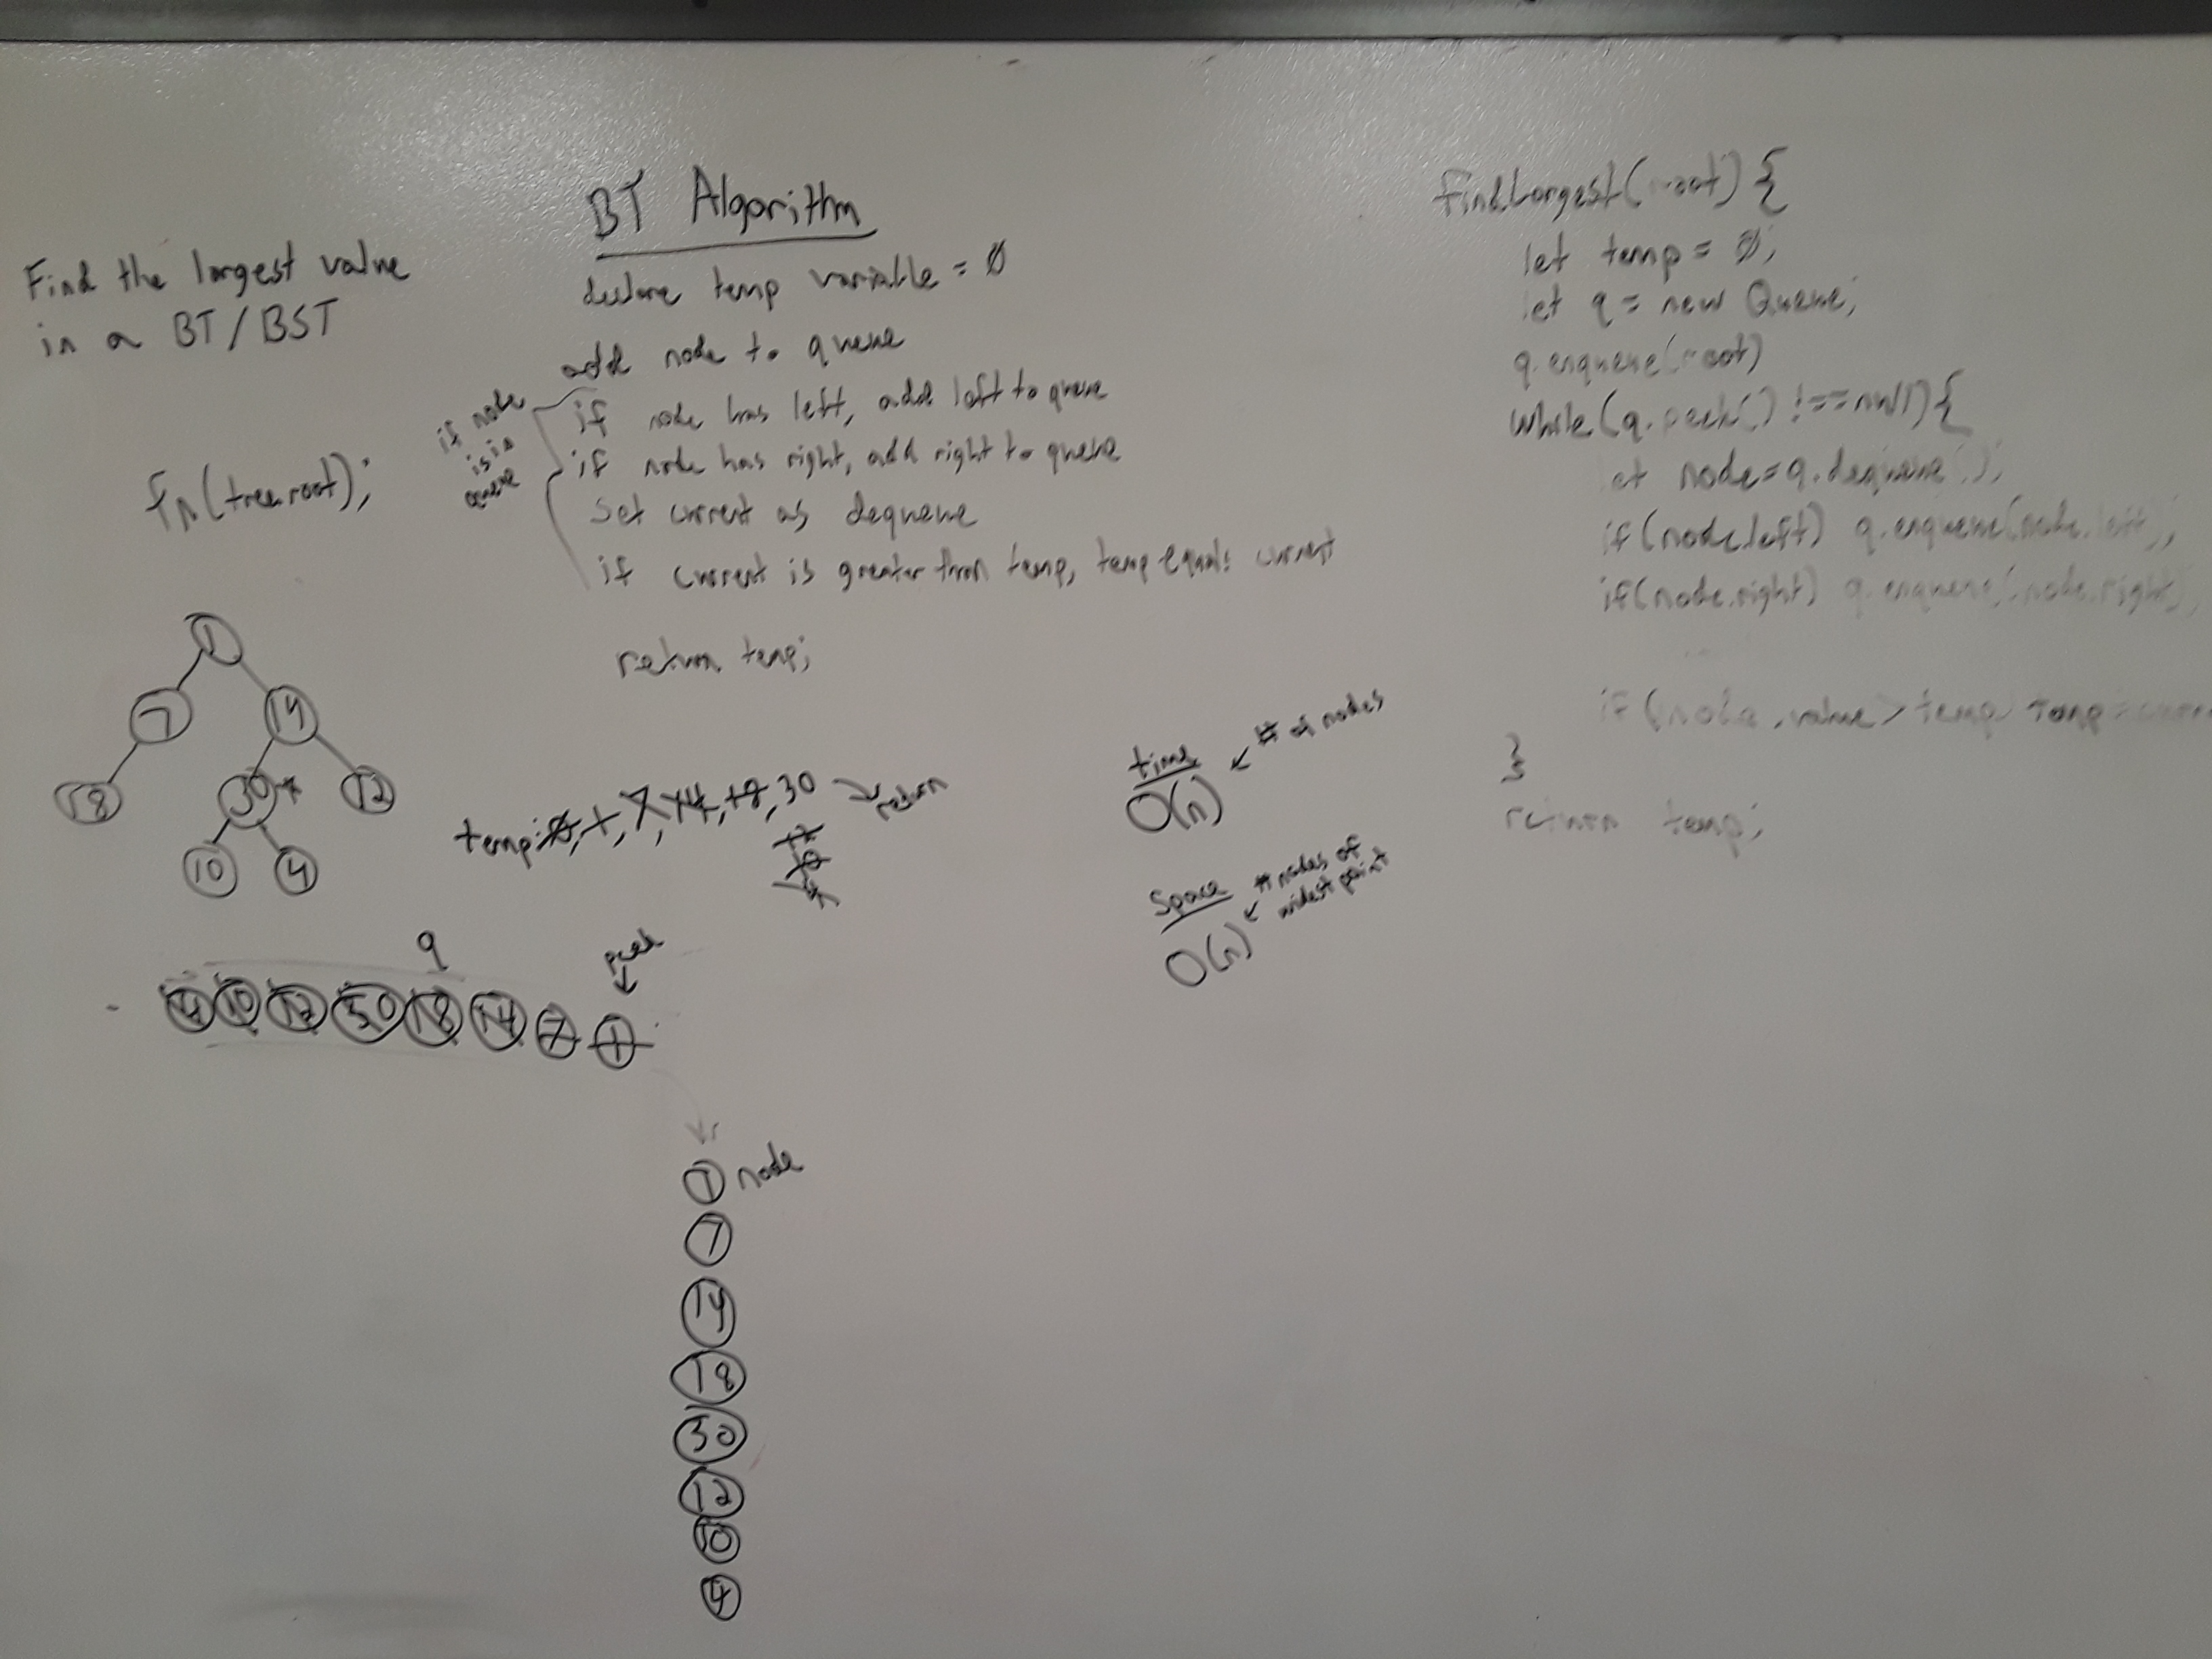 Find the largest value
in a BT/BST
fn(tree.root);
BT Algorithm
declare temp variable = 0
add node to queue
if node
is in
queue
if node has left, add left to queue
if node has right, add right to queue
set current as dequeue
if current is greater than temp, temp equals current
return temp;
1
7 14
18 30* 12
10 4
temp: 0, 1, 7, 14, 18, 30 return
12
10
4
q
peek
4 10 12 30 18 14 7 1
1 node
7
14
18
30
12
10
4
time
O(n) # of nodes
Space
O(n) # nodes of
widest point
findLargest(root) {
let temp = 0;
let q = new Queue;
q.enqueue(root)
while(q.peek() !== null) {
let node = q.dequeue();
if(node.left) q.enqueue(node.left);
if(node.right) q.enqueue(node.right);
if(node.value > temp temp =
}
return temp;